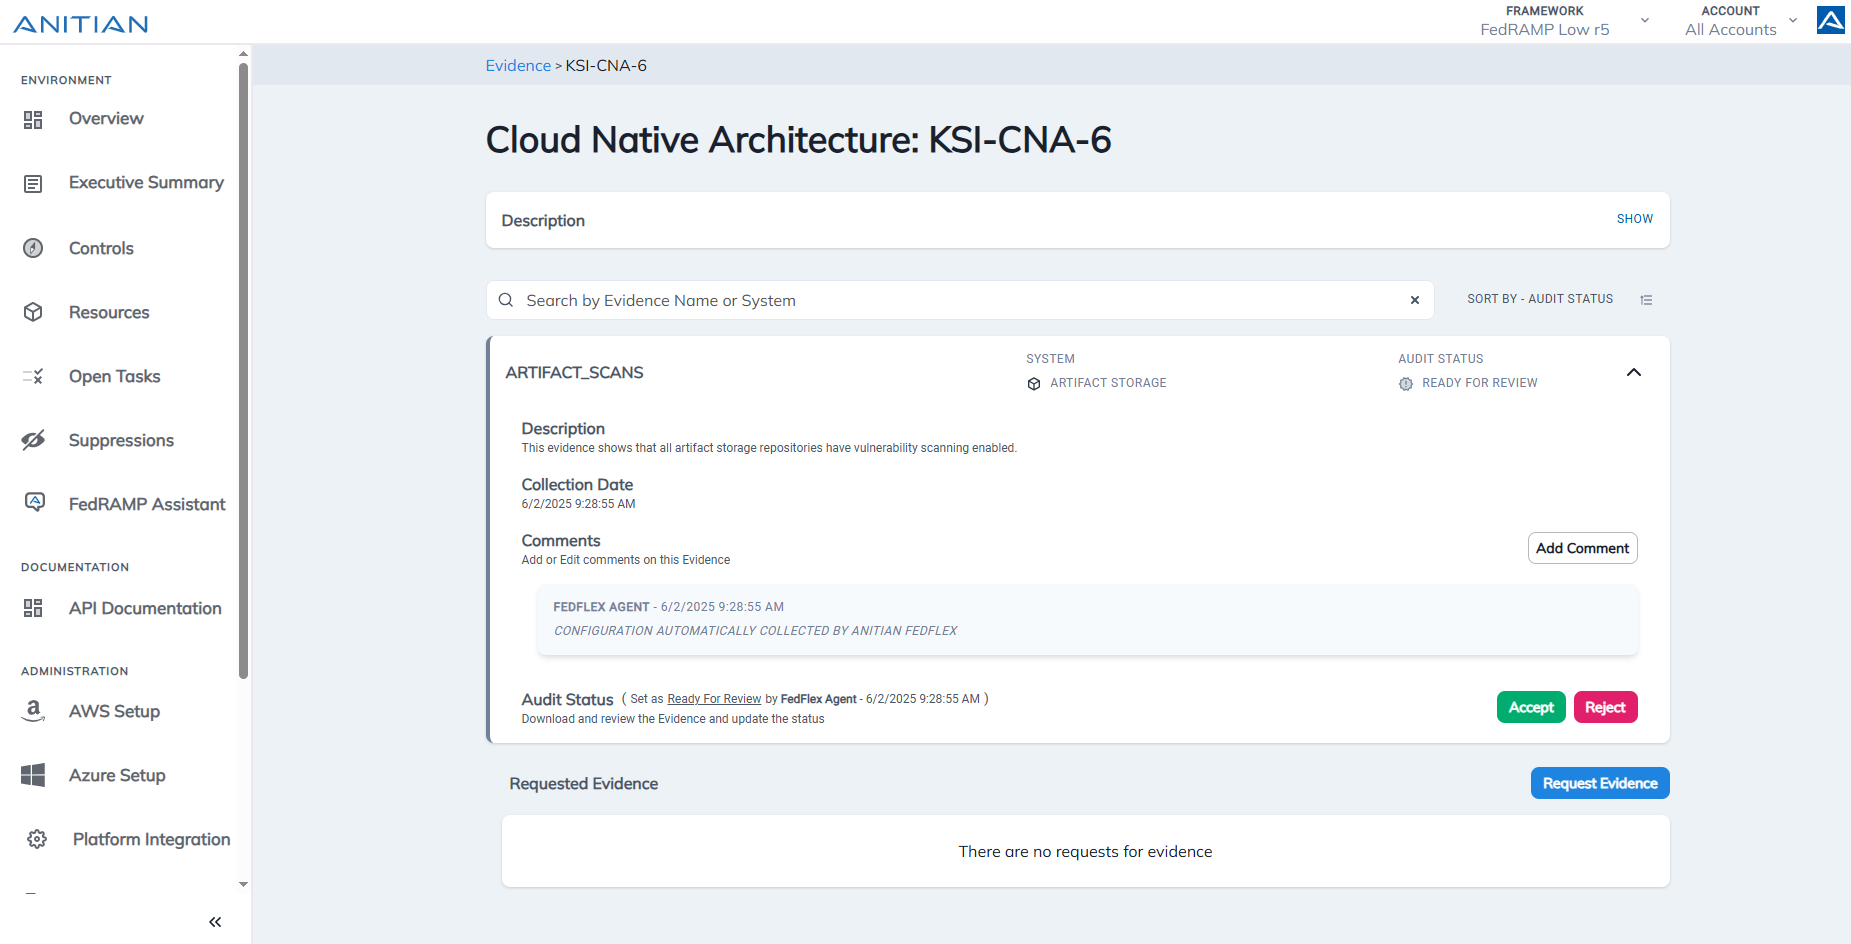 ANITIAN
FRAMEWORK
FedRAMP Low r5
ACCOUNT
All Accounts
ENVIRONMENT
Overview
Executive Summary
Controls
Resources
Open Tasks
Suppressions
FedRAMP Assistant
DOCUMENTATION
API Documentation
ADMINISTRATION
AWS Setup
Azure Setup
Platform Integration
Evidence > KSI-CNA-6
Cloud Native Architecture: KSI-CNA-6
Description
SHOW
Search by Evidence Name or System
SORT BY - AUDIT STATUS
ARTIFACT_SCANS
SYSTEM
ARTIFACT STORAGE
AUDIT STATUS
READY FOR REVIEW
Description
This evidence shows that all artifact storage repositories have vulnerability scanning enabled.
Collection Date
6/2/2025 9:28:55 AM
Comments
Add or Edit comments on this Evidence
Add Comment
FEDFLEX AGENT - 6/2/2025 9:28:55 AM
CONFIGURATION AUTOMATICALLY COLLECTED BY ANITIAN FEDFLEX
Audit Status ( Set as Ready For Review by FedFlex Agent - 6/2/2025 9:28:55 AM )
Download and review the Evidence and update the status
Accept
Reject
Requested Evidence
Request Evidence
There are no requests for evidence